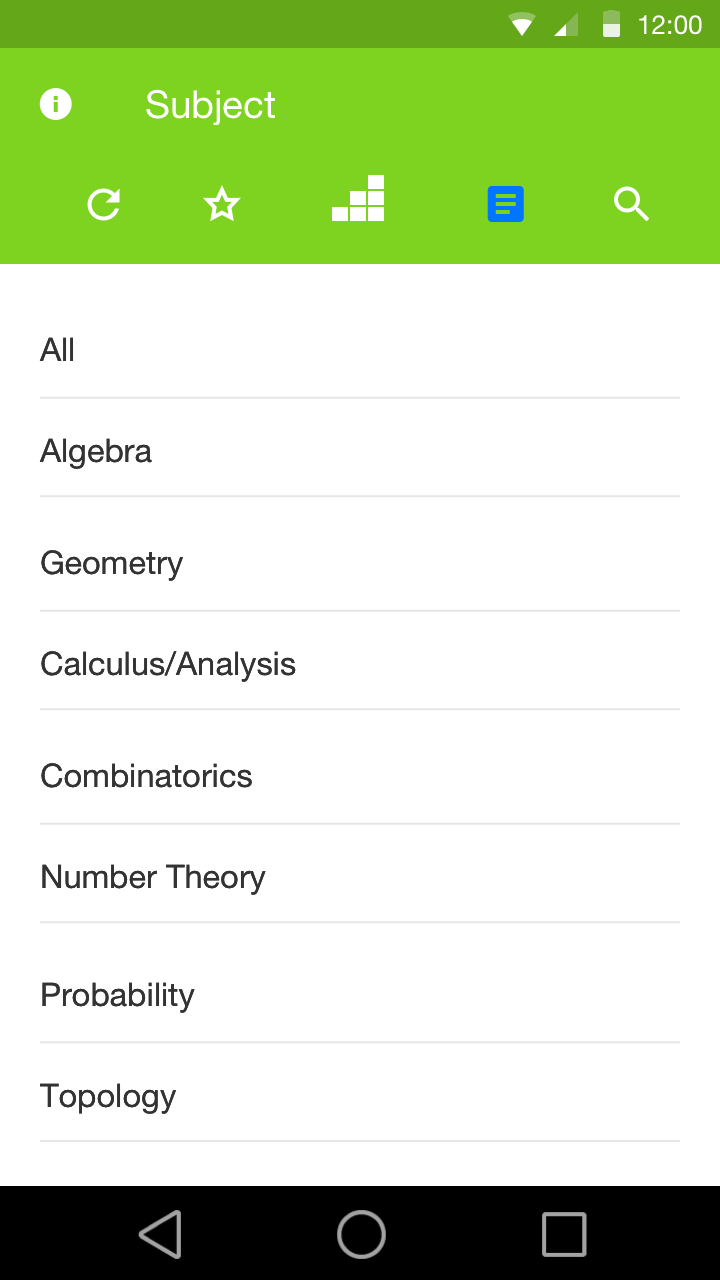 12:00
Subject
All
Algebra
Geometry
Calculus/Analysis
Combinatorics
Number Theory
Probability
Topology